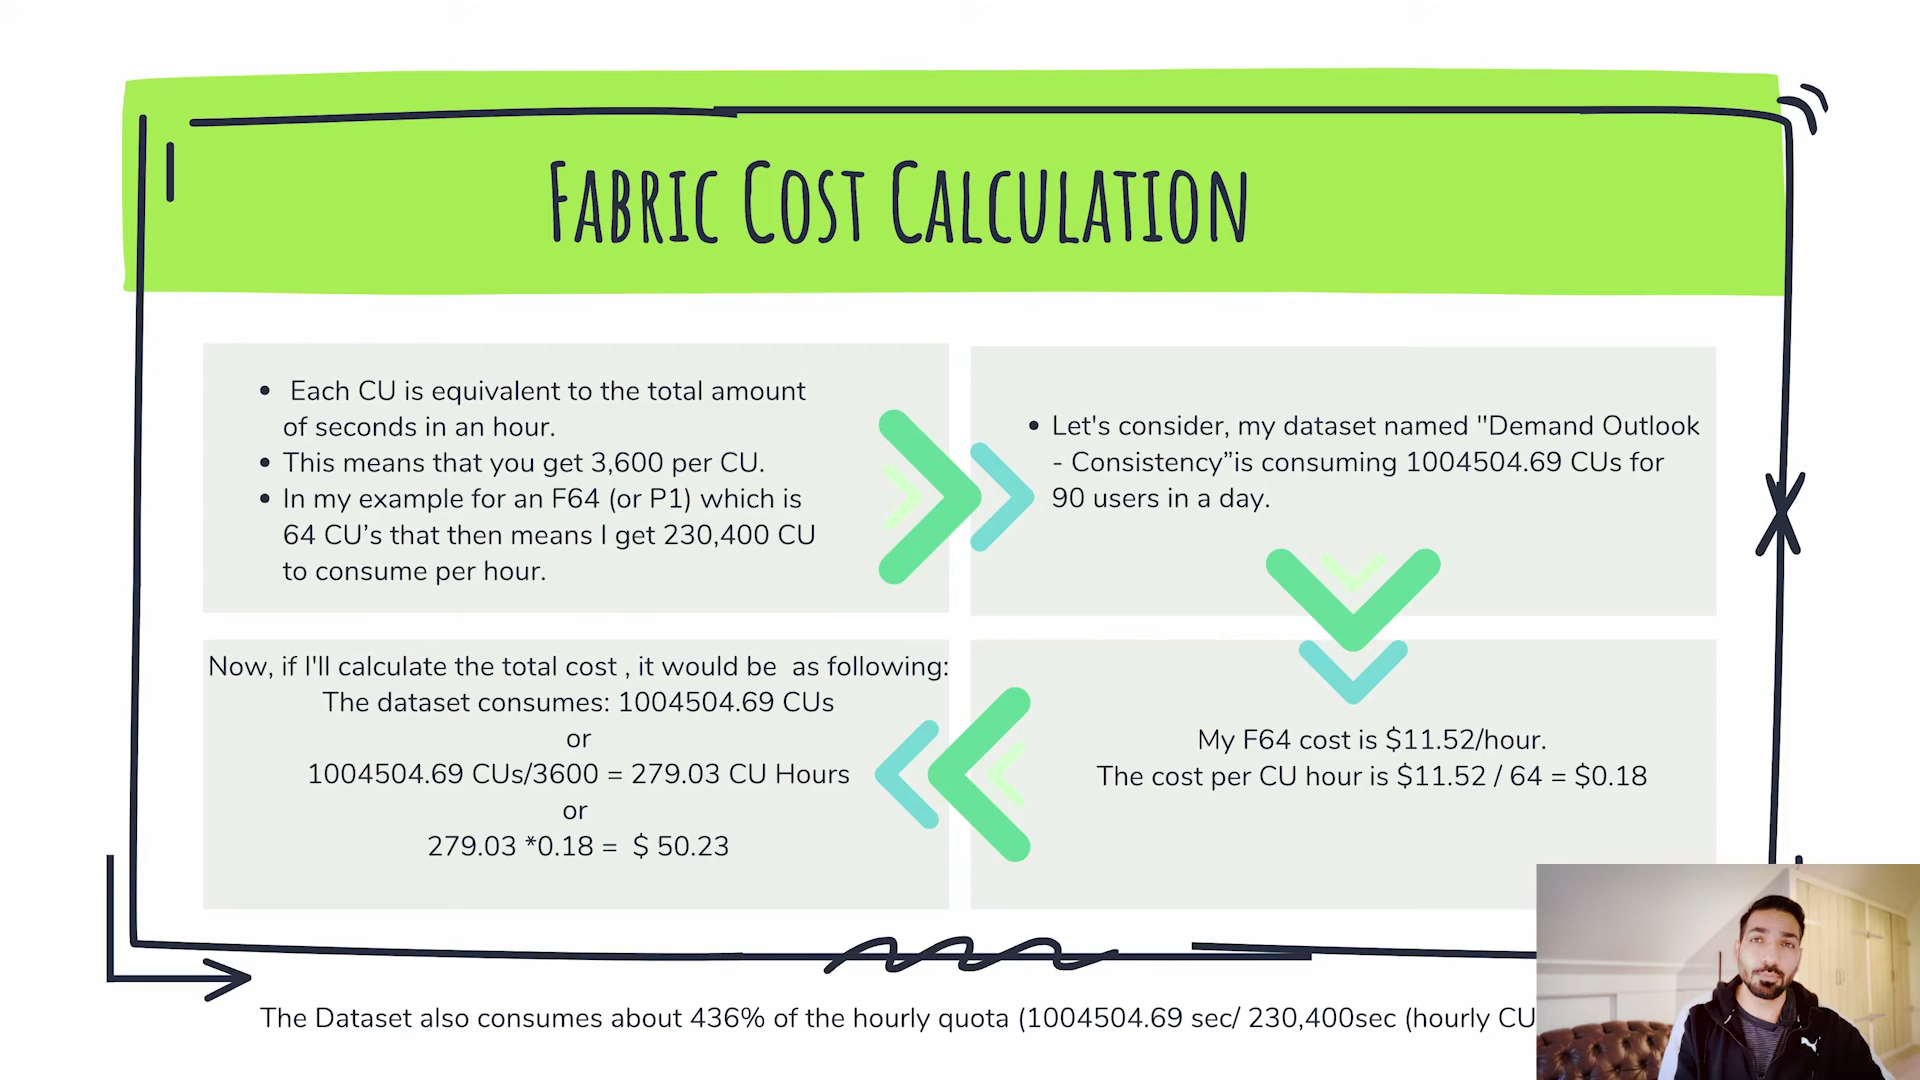 FABRIC COST CALCULATION
• Each CU is equivalent to the total amount
of seconds in an hour.
• This means that you get 3,600 per CU.
• In my example for an F64 (or P1) which is
64 CU’s that then means I get 230,400 CU
to consume per hour.
• Let's consider, my dataset named "Demand Outlook
- Consistency”is consuming 1004504.69 CUs for
90 users in a day.
My F64 cost is $11.52/hour.
The cost per CU hour is $11.52 / 64 = $0.18
Now, if I'll calculate the total cost , it would be as following:
The dataset consumes: 1004504.69 CUs
or
1004504.69 CUs/3600 = 279.03 CU Hours
or
279.03 *0.18 = $ 50.23
The Dataset also consumes about 436% of the hourly quota (1004504.69 sec/ 230,400sec (hourly CU